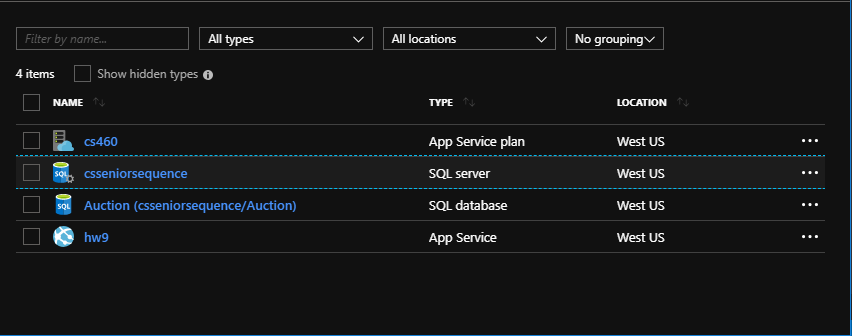 Filter by name... All types All locations No grouping
4 items Show hidden types
NAME TYPE LOCATION
cs460 App Service plan West US
csseniorsequence SQL server West US
Auction (csseniorsequence/Auction) SQL database West US
hw9 App Service West US